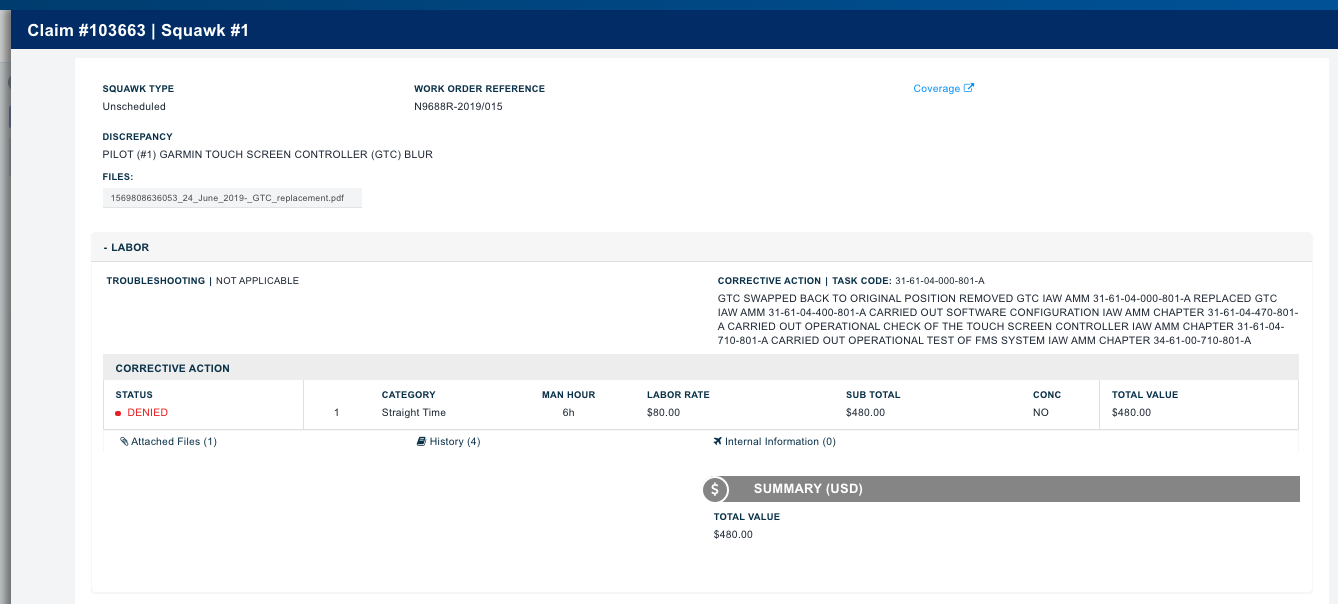 Claim #103663 | Squawk #1
SQUAWK TYPE
Unscheduled
WORK ORDER REFERENCE
N9688R-2019/015
Coverage
DISCREPANCY
PILOT (#1) GARMIN TOUCH SCREEN CONTROLLER (GTC) BLUR
FILES:
1569808636053_24_June_2019-_GTC_replacement.pdf
- LABOR
TROUBLESHOOTING | NOT APPLICABLE
CORRECTIVE ACTION | TASK CODE: 31-61-04-000-801-A
GTC SWAPPED BACK TO ORIGINAL POSITION REMOVED GTC IAW AMM 31-61-04-000-801-A REPLACED GTC
IAW AMM 31-61-04-400-801-A CARRIED OUT SOFTWARE CONFIGURATION IAW AMM CHAPTER 31-61-04-470-801-
A CARRIED OUT OPERATIONAL CHECK OF THE TOUCH SCREEN CONTROLLER IAW AMM CHAPTER 31-61-04-
710-801-A CARRIED OUT OPERATIONAL TEST OF FMS SYSTEM IAW AMM CHAPTER 34-61-00-710-801-A
CORRECTIVE ACTION
STATUS CATEGORY MAN HOUR LABOR RATE SUB TOTAL CONC TOTAL VALUE
DENIED 1 Straight Time 6h $80.00 $480.00 NO $480.00
Attached Files (1) History (4) Internal Information (0)
$ SUMMARY (USD)
TOTAL VALUE
$480.00